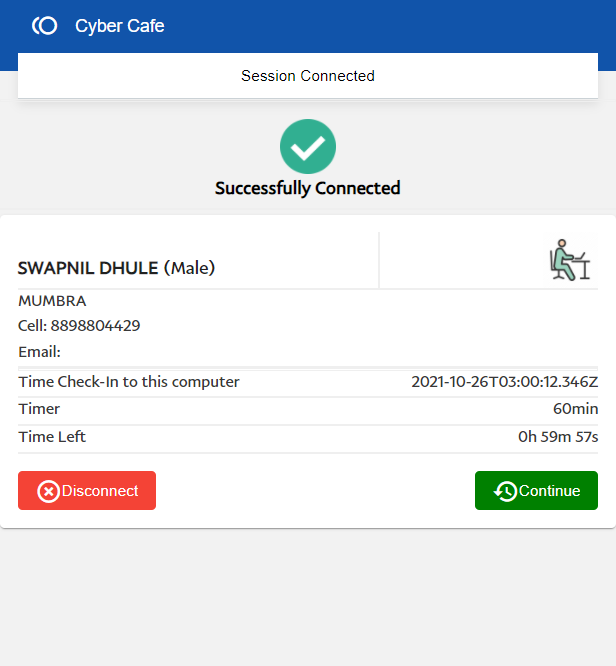 Cyber Cafe
Session Connected
Successfully Connected
SWAPNIL DHULE (Male)
MUMBRA
Cell: 8898804429
Email:
Time Check-In to this computer 2021-10-26T03:00:12.346Z
Timer 60min
Time Left 0h 59m 57s
Disconnect Continue